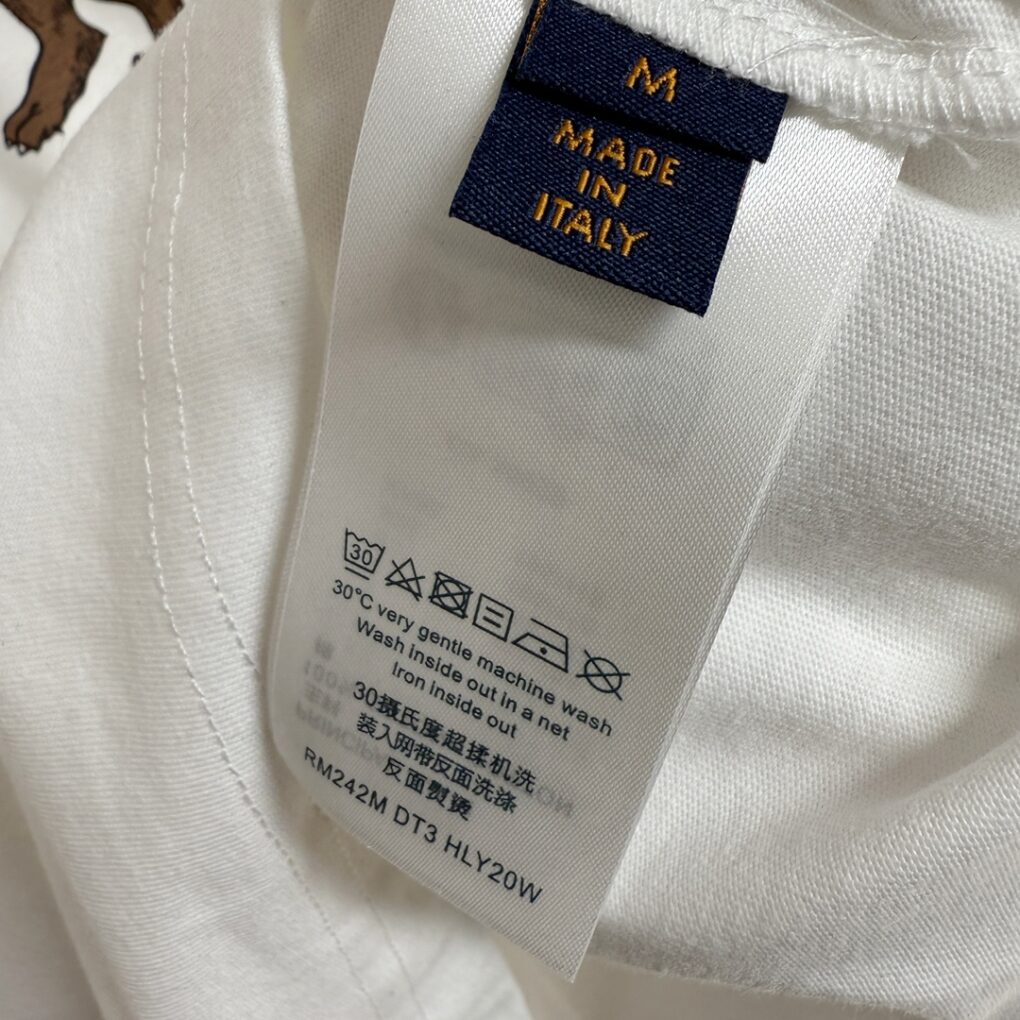 M
MADE
IN
ITALY
30
30°C very gentle machine wash
Wash inside out in a net
Iron inside out
30摄氏度超揉机洗
装入网带反面洗涤
反面熨烫
RM242M DT3 HLY20W